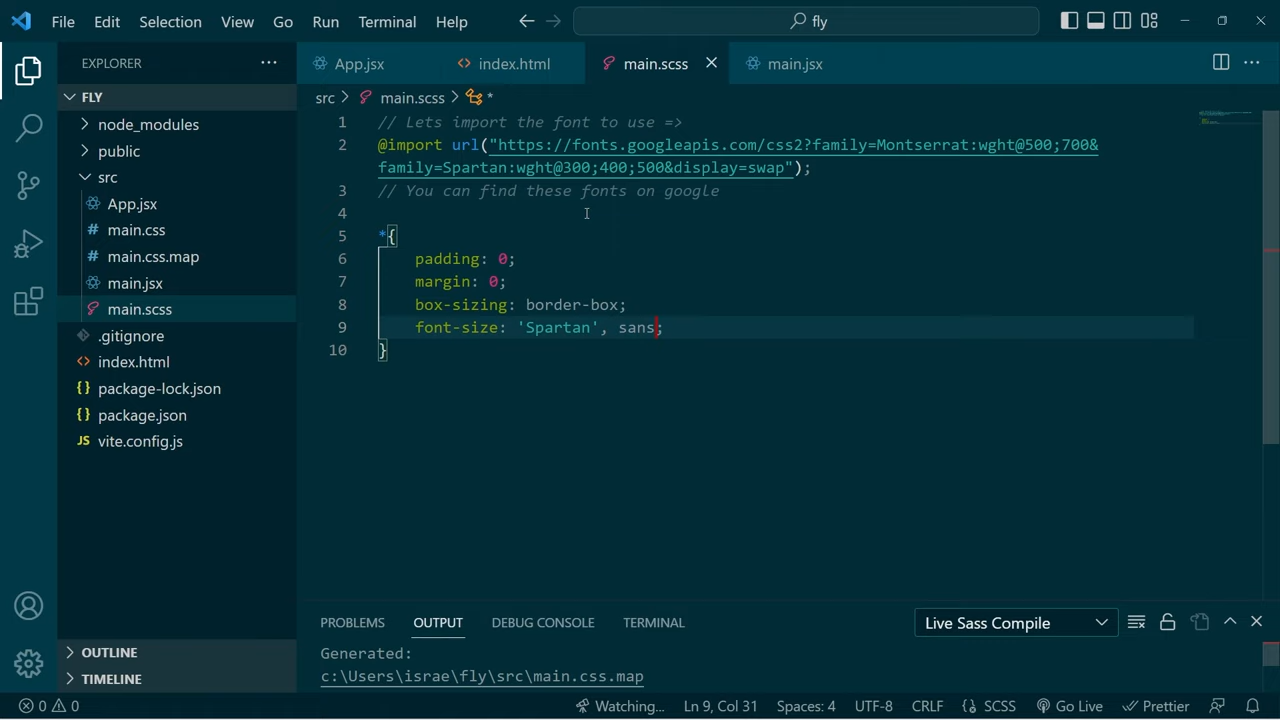 File Edit Selection View Go Run Terminal Help fly
EXPLORER
App.jsx index.html main.scss main.jsx
FLY
src main.scss *
node_modules
public
src
App.jsx
main.css
main.css.map
main.jsx
main.scss
.gitignore
index.html
package-lock.json
package.json
JS vite.config.js
OUTLINE
TIMELINE
1 // Lets import the font to use =>
2 @import url("https://fonts.googleapis.com/css2?family=Montserrat:wght@500;700&
family=Spartan:wght@300;400;500&display=swap");
3 // You can find these fonts on google
4
5 *{
6 padding: 0;
7 margin: 0;
8 box-sizing: border-box;
9 font-size: 'Spartan', sans;
10 }
PROBLEMS OUTPUT DEBUG CONSOLE TERMINAL Live Sass Compile
Generated:
c:\Users\israe\fly\src\main.css.map
0 0 Watching... Ln 9, Col 31 Spaces: 4 UTF-8 CRLF SCSS Go Live Prettier